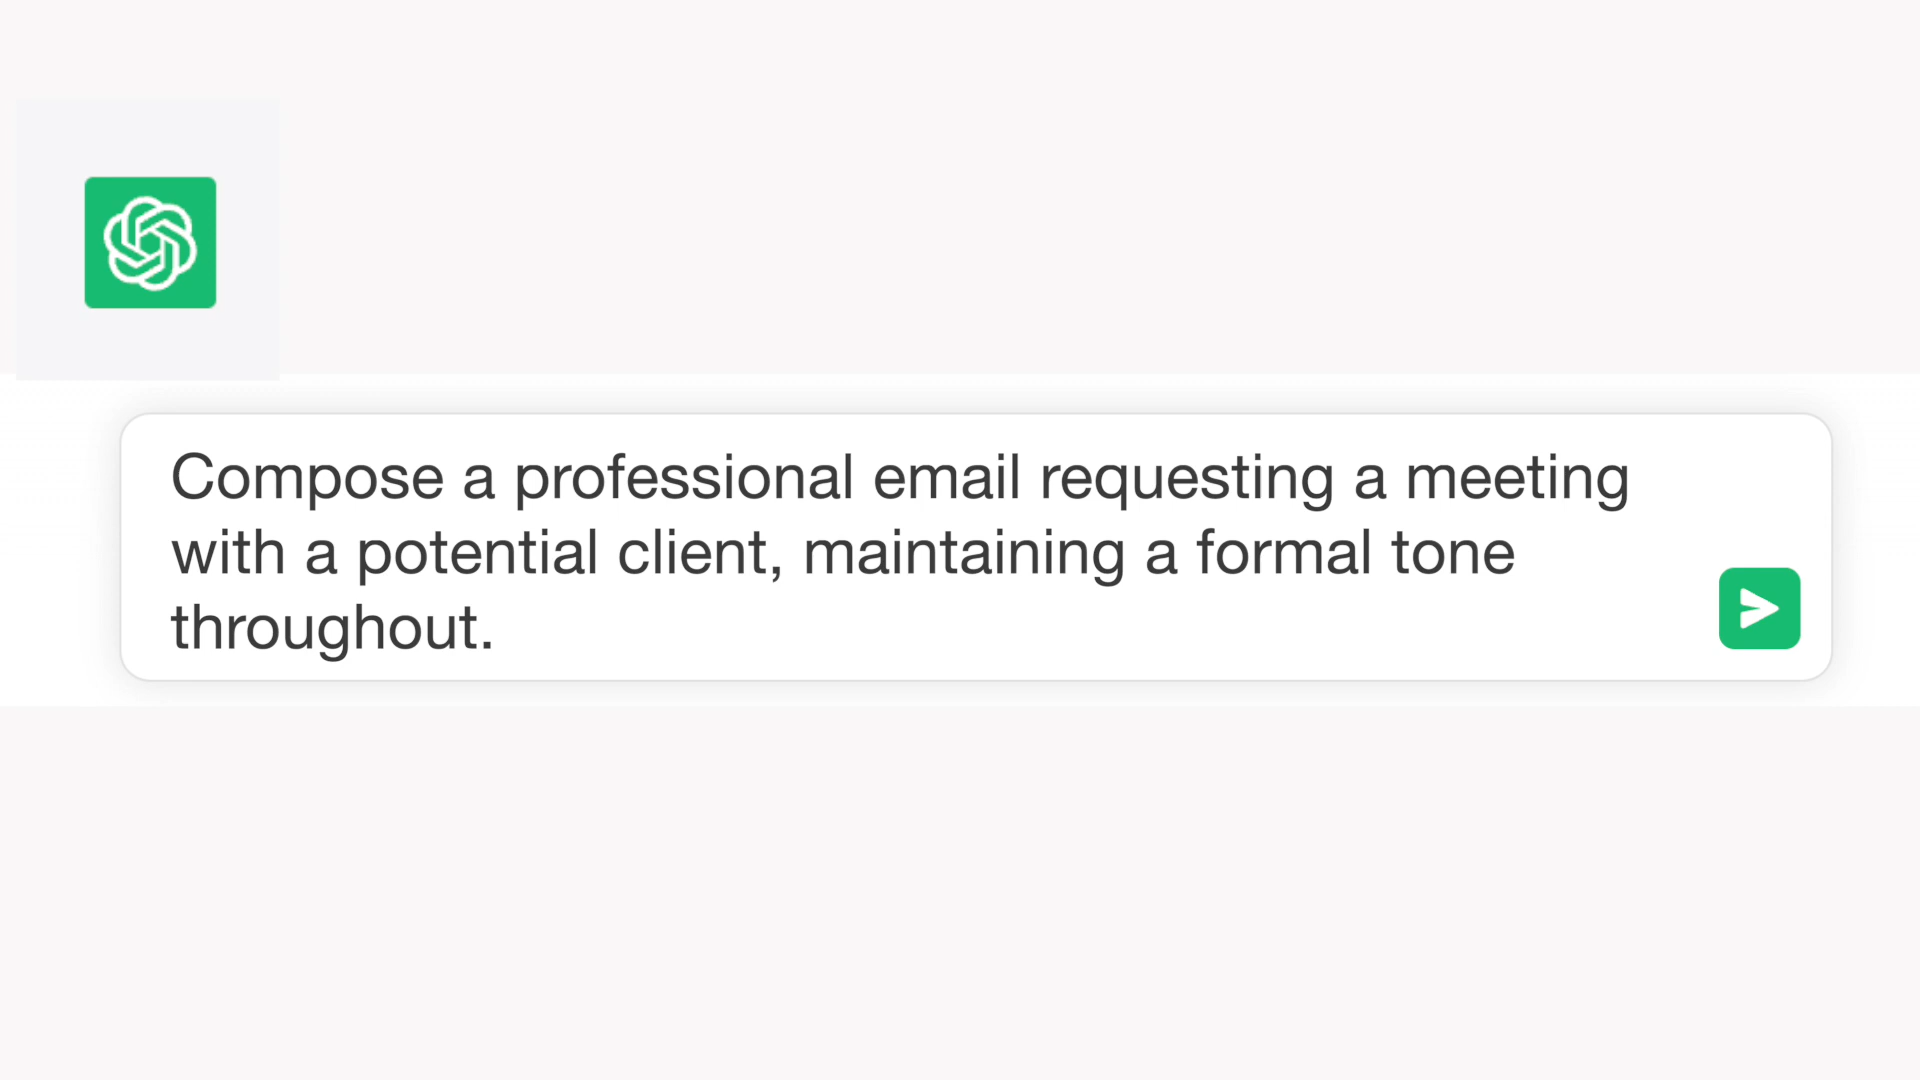 Compose a professional email requesting a meeting
with a potential client, maintaining a formal tone
throughout.